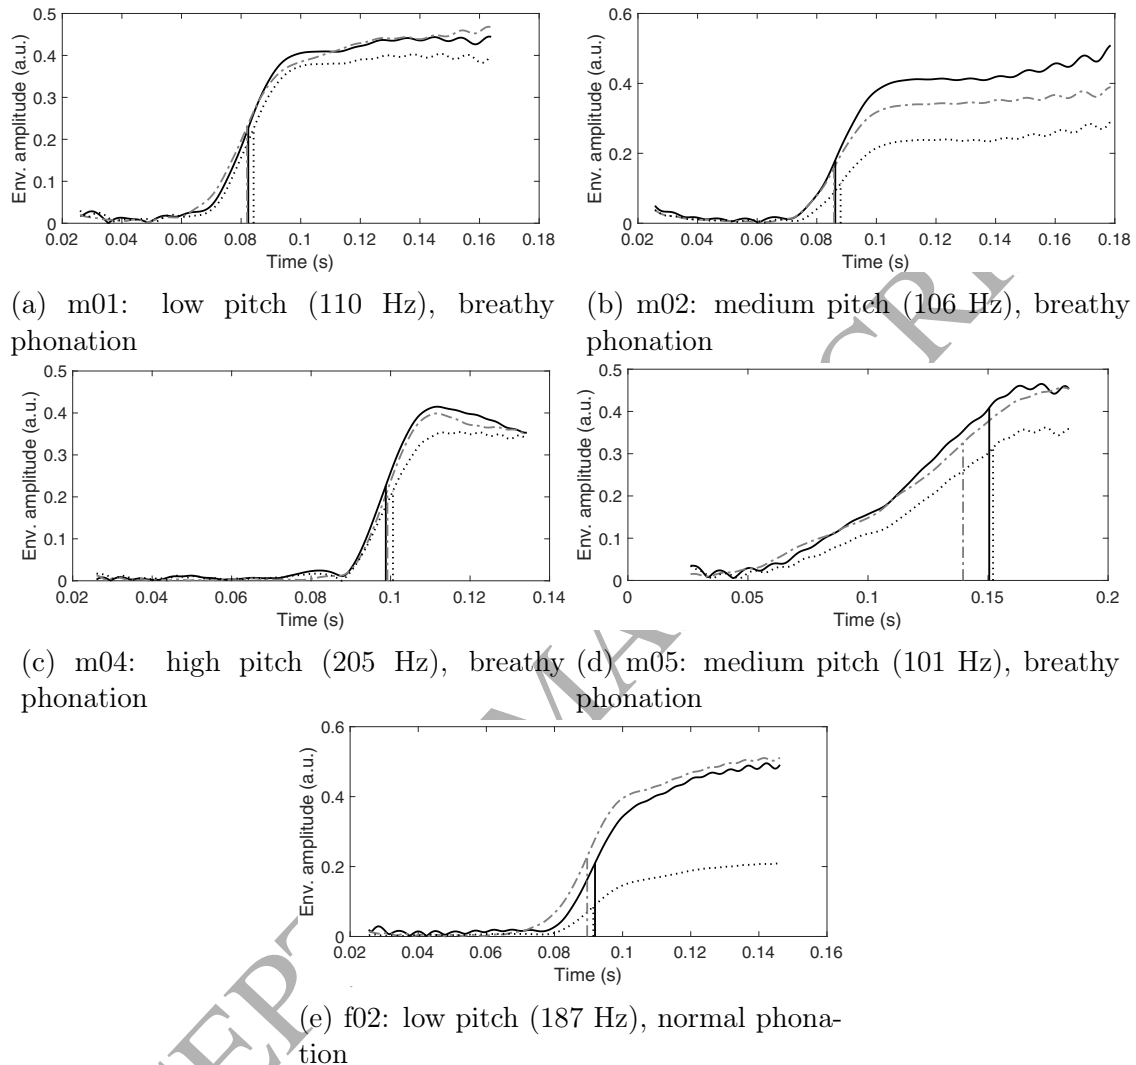 0.5
0.4
0.3
0.2
0.1
0
Env. amplitude (a.u.)
0.02 0.04 0.06 0.08 0.1 0.12 0.14 0.16 0.18
Time (s)
0.6
0.4
0.2
0
Env. amplitude (a.u.)
0.02 0.04 0.06 0.08 0.1 0.12 0.14 0.16 0.18
Time (s)
(a) m01: low pitch (110 Hz), breathy
phonation
(b) m02: medium pitch (106 Hz), breathy
phonation
0.5
0.4
0.3
0.2
0.1
0
Env. amplitude (a.u.)
0.02 0.04 0.06 0.08 0.1 0.12 0.14
Time (s)
0.5
0.4
0.3
0.2
0.1
0
Env. amplitude (a.u.)
0 0.05 0.1 0.15 0.2
Time (s)
(c) m04: high pitch (205 Hz), breathy
phonation
(d) m05: medium pitch (101 Hz), breathy
phonation
0.6
0.4
0.2
0
Env. amplitude (a.u.)
0.02 0.04 0.06 0.08 0.1 0.12 0.14 0.16
Time (s)
(e) f02: low pitch (187 Hz), normal phona-
tion